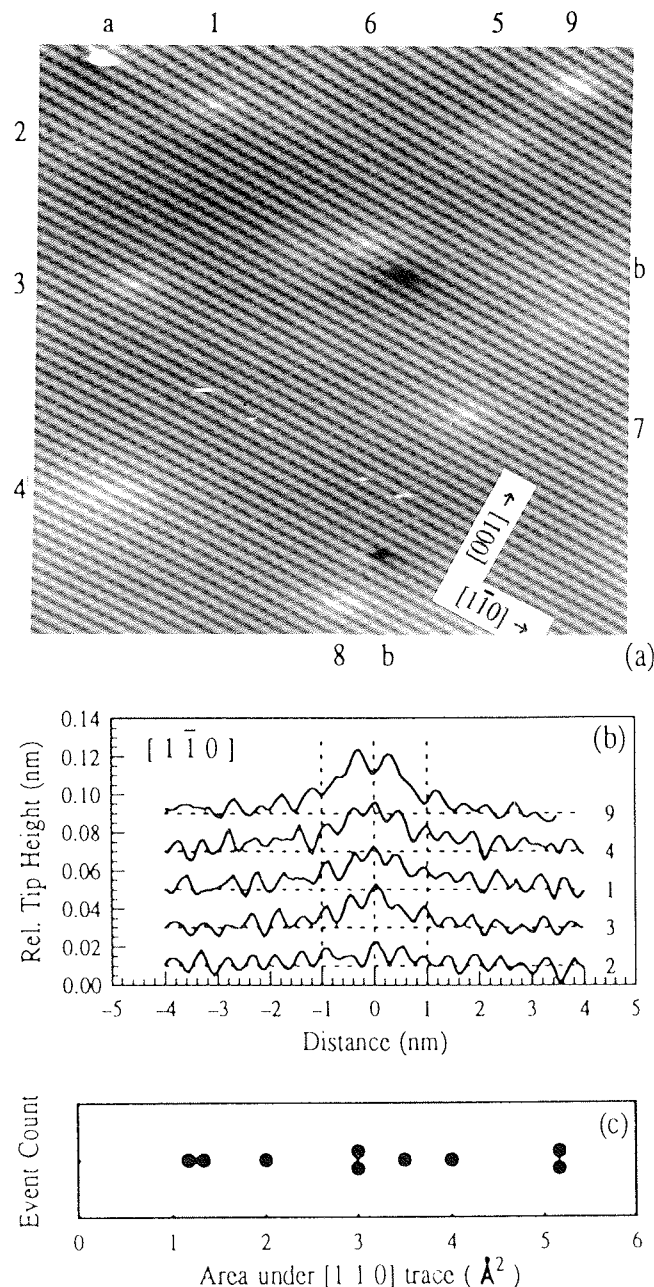 a 1 6 5 9
2
b
3
7
4
[001] →
[11̄0] →
8 b (a)
0.14
[ 1 1̄ 0 ] (b)
0.12
0.10
9
0.08
4
0.06
1
0.04
3
0.02
2
0.00
Rel. Tip Height (nm)
−5 −4 −3 −2 −1 0 1 2 3 4 5
Distance (nm)
(c)
Event Count
0 1 2 3 4 5 6
Area under [1 1 0] trace ( Å² )